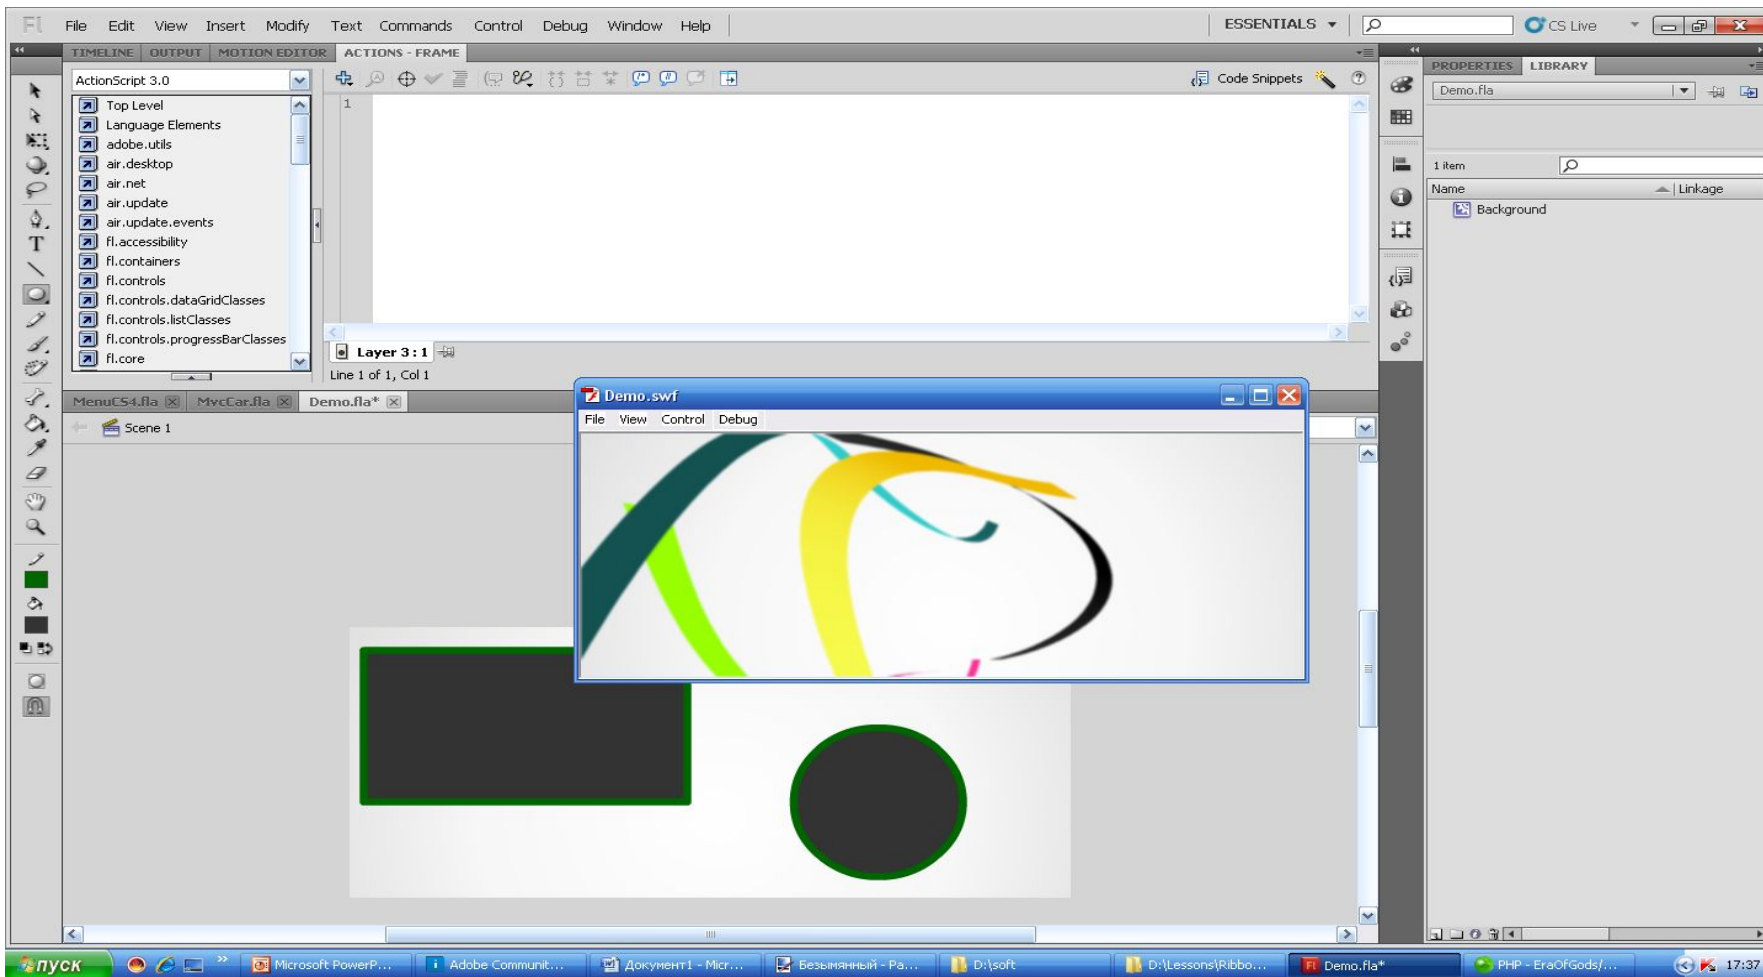 Fl File Edit View Insert Modify Text Commands Control Debug Window Help ESSENTIALS CS Live
TIMELINE OUTPUT MOTION EDITOR ACTIONS - FRAME
PROPERTIES LIBRARY
ActionScript 3.0
Code Snippets
Demo.fla
Top Level
Language Elements
adobe.utils
air.desktop
air.net
air.update
air.update.events
fl.accessibility
fl.containers
fl.controls
fl.controls.dataGridClasses
fl.controls.listClasses
fl.controls.progressBarClasses
fl.core
1
1 item
Name Linkage
Background
Layer 3 : 1
Line 1 of 1, Col 1
MenuCS4.fla MvcCar.fla Demo.fla*
Scene 1
Demo.swf
File View Control Debug
пуск Microsoft PowerP... Adobe Communit... Документ1 - Micr... Безымянный - Pa... D:\soft D:\Lessons\Ribbo... Fl Demo.fla* PHP - EraOfGods/... 17:37